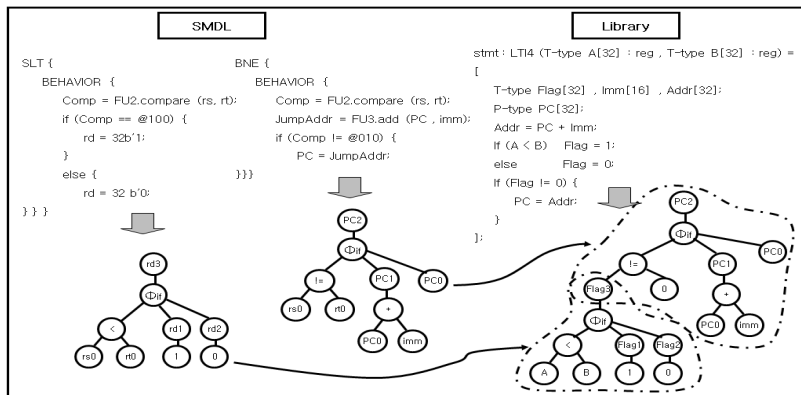 SMDL
Library
SLT {
BEHAVIOR {
Comp = FU2.compare (rs, rt);
if (Comp == @100) {
rd = 32b'1;
}
else {
rd = 32 b'0;
} } }
BNE {
BEHAVIOR {
Comp = FU2.compare (rs, rt);
JumpAddr = FU3.add (PC , imm);
if (Comp != @010) {
PC = JumpAddr;
}}}
stmt : LTI4 (T-type A[32] : reg , T-type B[32] : reg) =
[
T-type Flag[32] , Imm[16] , Addr[32];
P-type PC[32];
Addr = PC + Imm;
If (A < B) Flag = 1;
else Flag = 0;
If (Flag != 0) {
PC = Addr;
}
];
rd3
Φif
< rd1 rd2
rs0 rt0 1 0
PC2
Φif
!= PC1 PC0
rs0 rt0 +
PC0 imm
PC2
Φif
!= PC1 PC0
Flag3 0 +
Φif PC0 imm
< Flag1 Flag2
A B 1 0